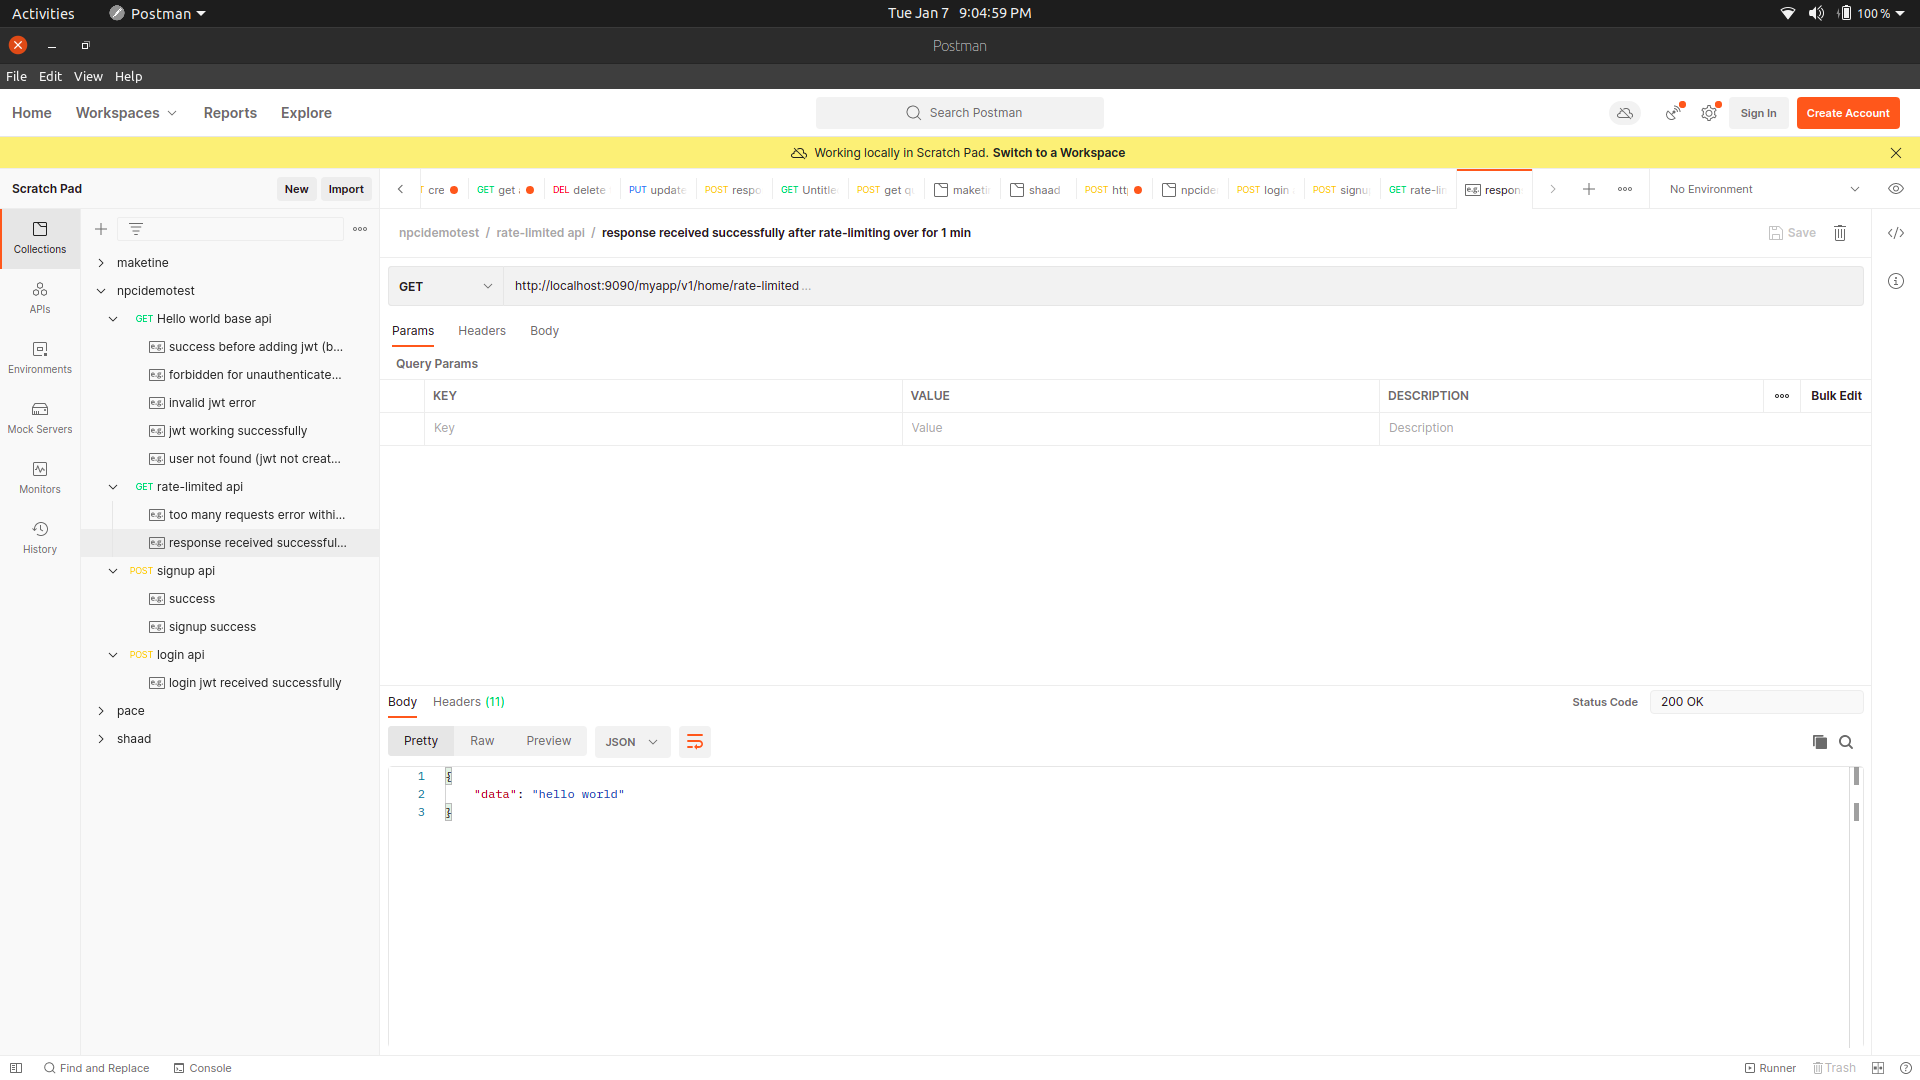 Activities Postman Tue Jan 7 9:04:59 PM 100 %
Postman
File Edit View Help
Home Workspaces Reports Explore Search Postman Sign In Create Account
Working locally in Scratch Pad. Switch to a Workspace
Scratch Pad New Import cre GET get DEL delete PUT update POST respo GET Untitle POST get q maketi shaad POST htt npcide POST login POST signu GET rate-lin e.g. respon No Environment
Collections
APIs
Environments
Mock Servers
Monitors
History
maketine
npcidemotest
GET Hello world base api
e.g. success before adding jwt (b...
e.g. forbidden for unauthenticate...
e.g. invalid jwt error
e.g. jwt working successfully
e.g. user not found (jwt not creat...
GET rate-limited api
e.g. too many requests error withi...
e.g. response received successful...
POST signup api
e.g. success
e.g. signup success
POST login api
e.g. login jwt received successfully
pace
shaad
npcidemotest / rate-limited api / response received successfully after rate-limiting over for 1 min Save
GET http://localhost:9090/myapp/v1/home/rate-limited ...
Params Headers Body
Query Params
KEY VALUE DESCRIPTION Bulk Edit
Key Value Description
Body Headers (11) Status Code 200 OK
Pretty Raw Preview JSON
1 {
2 "data": "hello world"
3 }
Find and Replace Console Runner Trash